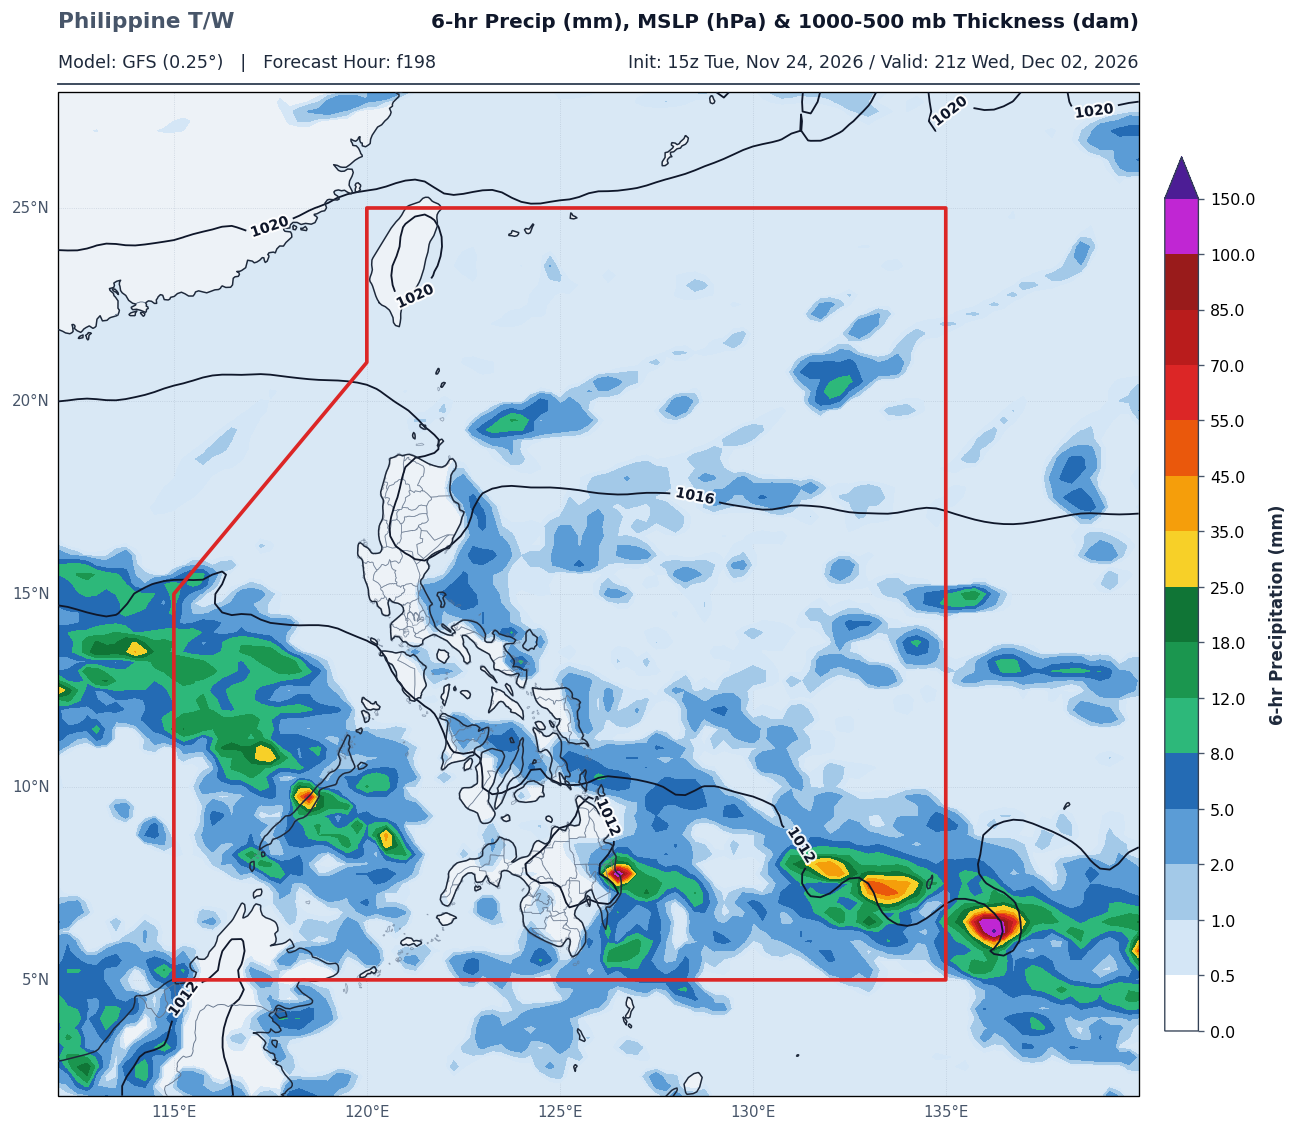 Philippine T/W
6-hr Precip (mm), MSLP (hPa) & 1000-500 mb Thickness (dam)
Model: GFS (0.25°) | Forecast Hour: f198
Init: 15z Tue, Nov 24, 2026 / Valid: 21z Wed, Dec 02, 2026
1020
1020
1020
1020
1016
1012
1012
1012
25°N
20°N
15°N
10°N
5°N
115°E
120°E
125°E
130°E
135°E
150.0
100.0
85.0
70.0
55.0
45.0
35.0
25.0
18.0
12.0
8.0
5.0
2.0
1.0
0.5
0.0
6-hr Precipitation (mm)